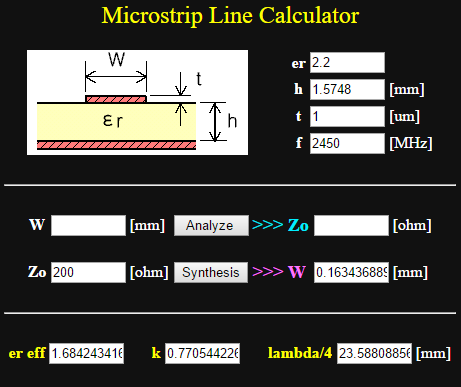 Microstrip Line Calculator
W
t
εr
h
er 2.2
h 1.5748 [mm]
t 1 [um]
f 2450 [MHz]
W [mm] Analyze >>> Zo [ohm]
Zo 200 [ohm] Synthesis >>> W 0.163436889 [mm]
er eff 1.684243416 k 0.770544226 lambda/4 23.58808856 [mm]